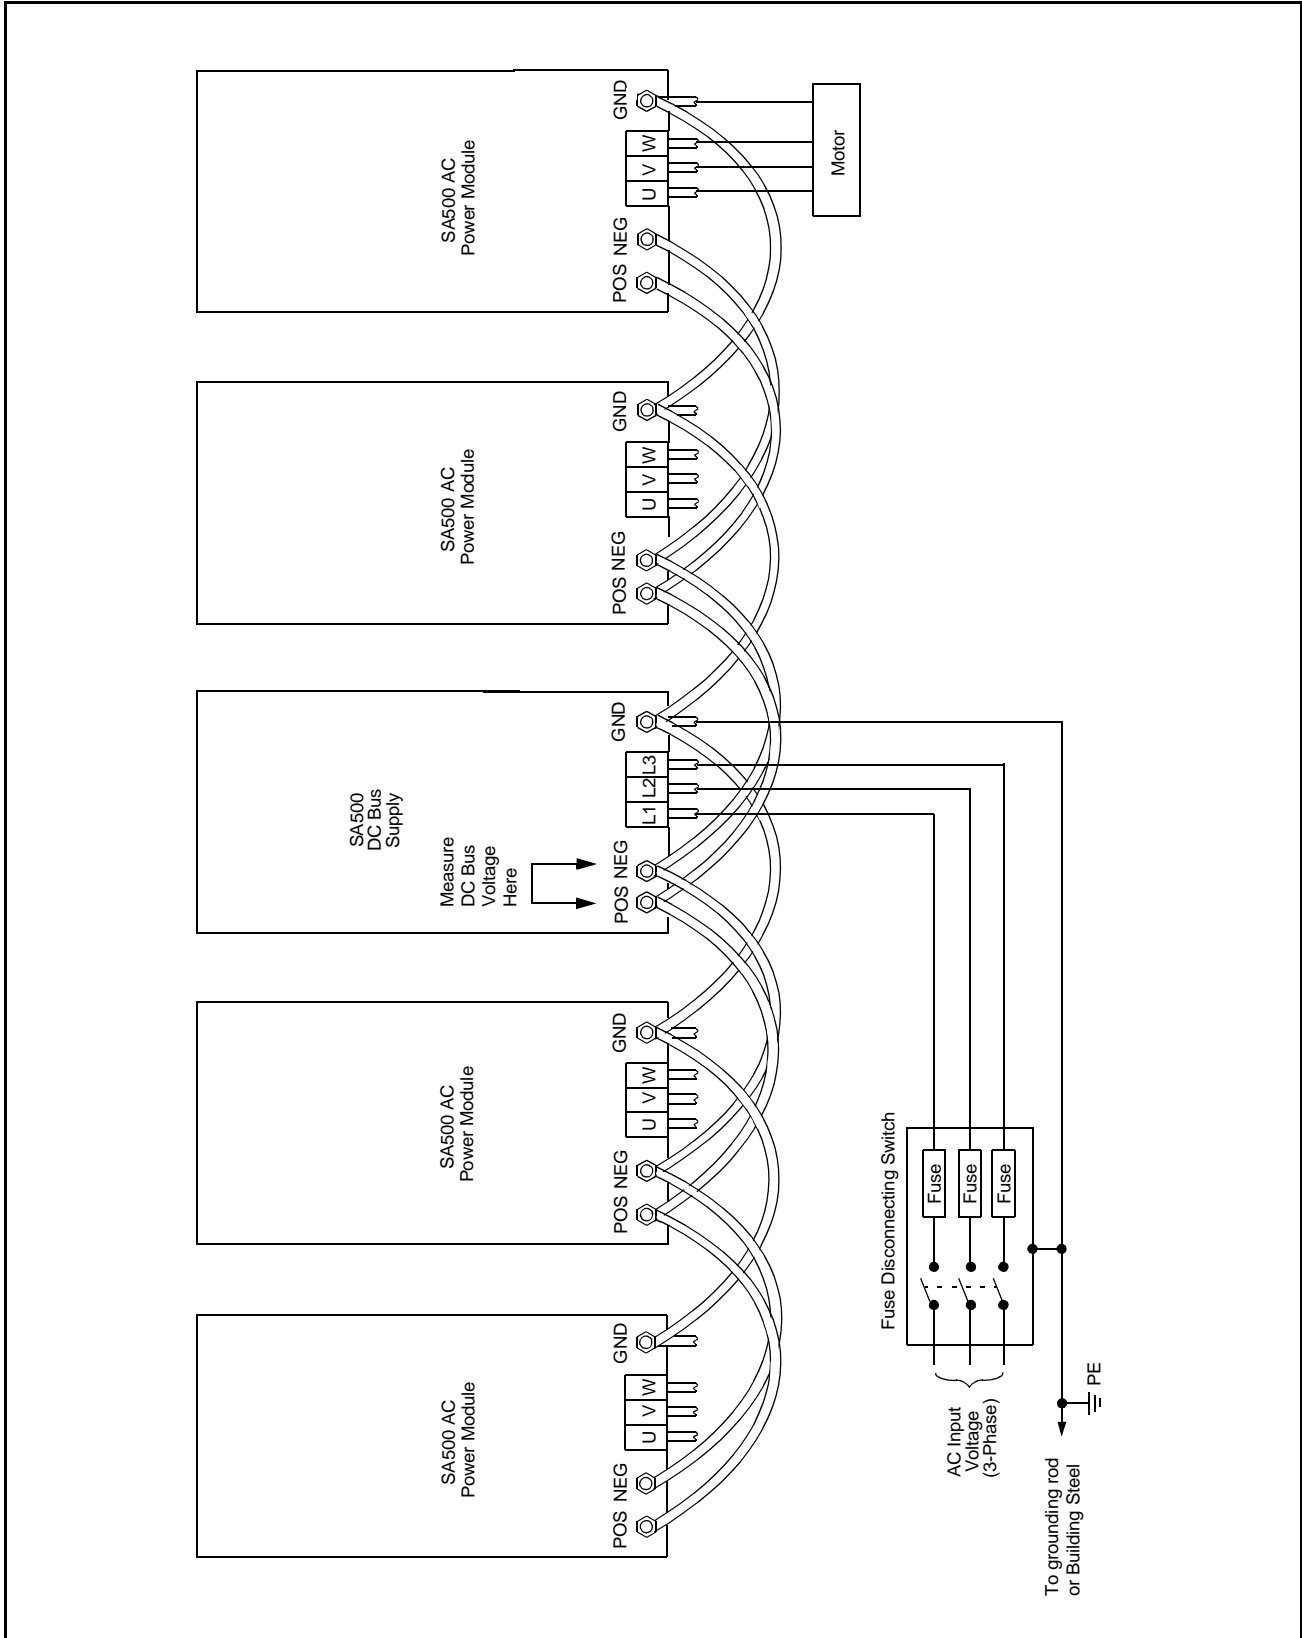 SA500 AC
Power Module
POS NEG
U V W
GND
SA500 AC
Power Module
POS NEG
U V W
GND
SA500
DC Bus
Supply
Measure
DC Bus
Voltage
Here
POS NEG
L1 L2 L3
GND
SA500 AC
Power Module
POS NEG
U V W
GND
SA500 AC
Power Module
POS NEG
U V W
GND
Motor
Fuse Disconnecting Switch
Fuse
Fuse
Fuse
AC Input
Voltage
(3-Phase)
PE
To grounding rod
or Building Steel